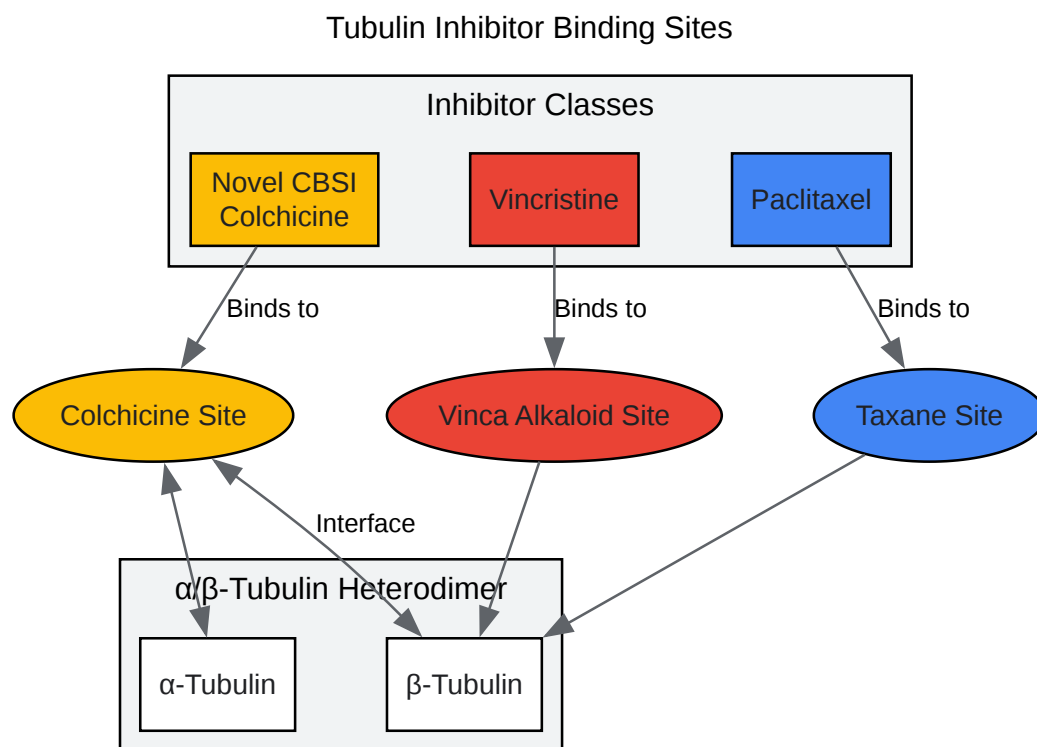 Tubulin Inhibitor Binding Sites
Inhibitor Classes
Novel CBSI
Colchicine
Vincristine
Paclitaxel
Binds to
Binds to
Binds to
Colchicine Site
Vinca Alkaloid Site
Taxane Site
Interface
α/β-Tubulin Heterodimer
α-Tubulin
β-Tubulin